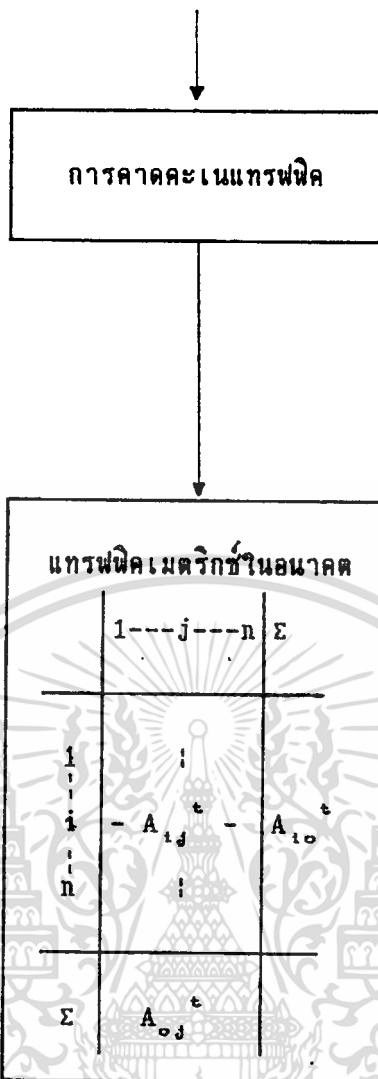 การคาดคะเนแทรฟฟิค
แทรฟฟิคเมตริกซ์ในอนาคต
1---j---n Σ
1
i - A_ij^t - A_io^t
n
Σ A_oj^t